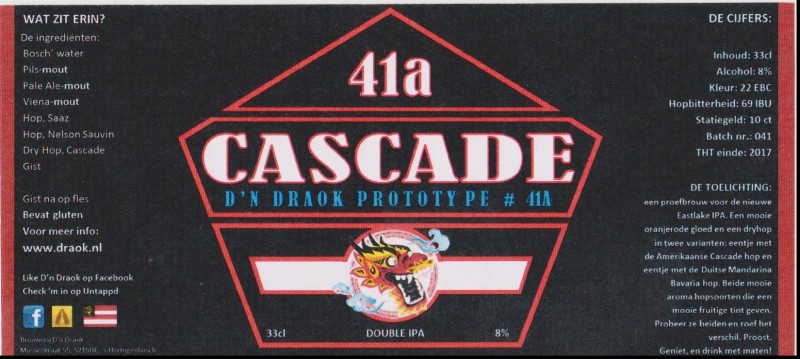 WAT ZIT ERIN?
De ingrediënten:
Bosch' water
Pils-mout
Pale Ale-mout
Viena-mout
Hop, Saaz
Hop, Nelson Sauvin
Dry Hop, Cascade
Gist
Gist na op fles
Bevat gluten
Voor meer info:
www.draok.nl
Like D'n Draok op Facebook
Check 'm in op Untappd
f
Brouwerij D'n Draok
41a
CASCADE
D'N DRAOK PROTOTYPE # 41A
33cl DOUBLE IPA 8%
DE CIJFERS:
Inhoud: 33cl
Alcohol: 8%
Kleur: 22 EBC
Hopbitterheid: 69 IBU
Statiegeld: 10 ct
Batch nr.: 041
THT einde: 2017
DE TOELICHTING:
een proefbrouw voor de nieuwe
Eastlake IPA. Een mooie
oranjerode gloed en een dryhop
in twee varianten: eentje met
de Amerikaanse Cascade hop en
eentje met de Duitse Mandarina
Bavaria hop. Beide mooie
aroma hopsoorten die een
mooie fruitige tint geven.
Probeer ze beiden en roef het
verschil. Proost.
Geniet, en drink met maten!